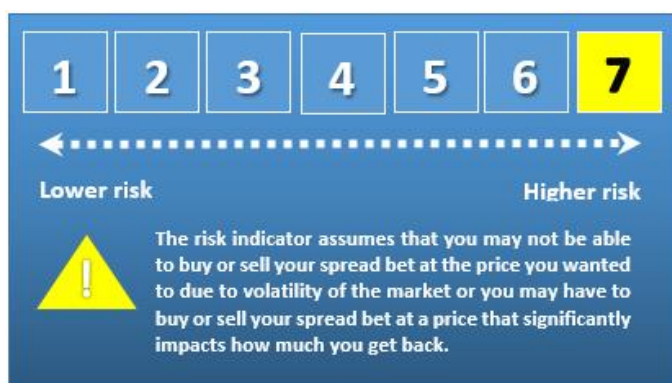 1 2 3 4 5 6 7
Lower risk Higher risk
!
The risk indicator assumes that you may not be able
to buy or sell your spread bet at the price you wanted
to due to volatility of the market or you may have to
buy or sell your spread bet at a price that significantly
impacts how much you get back.